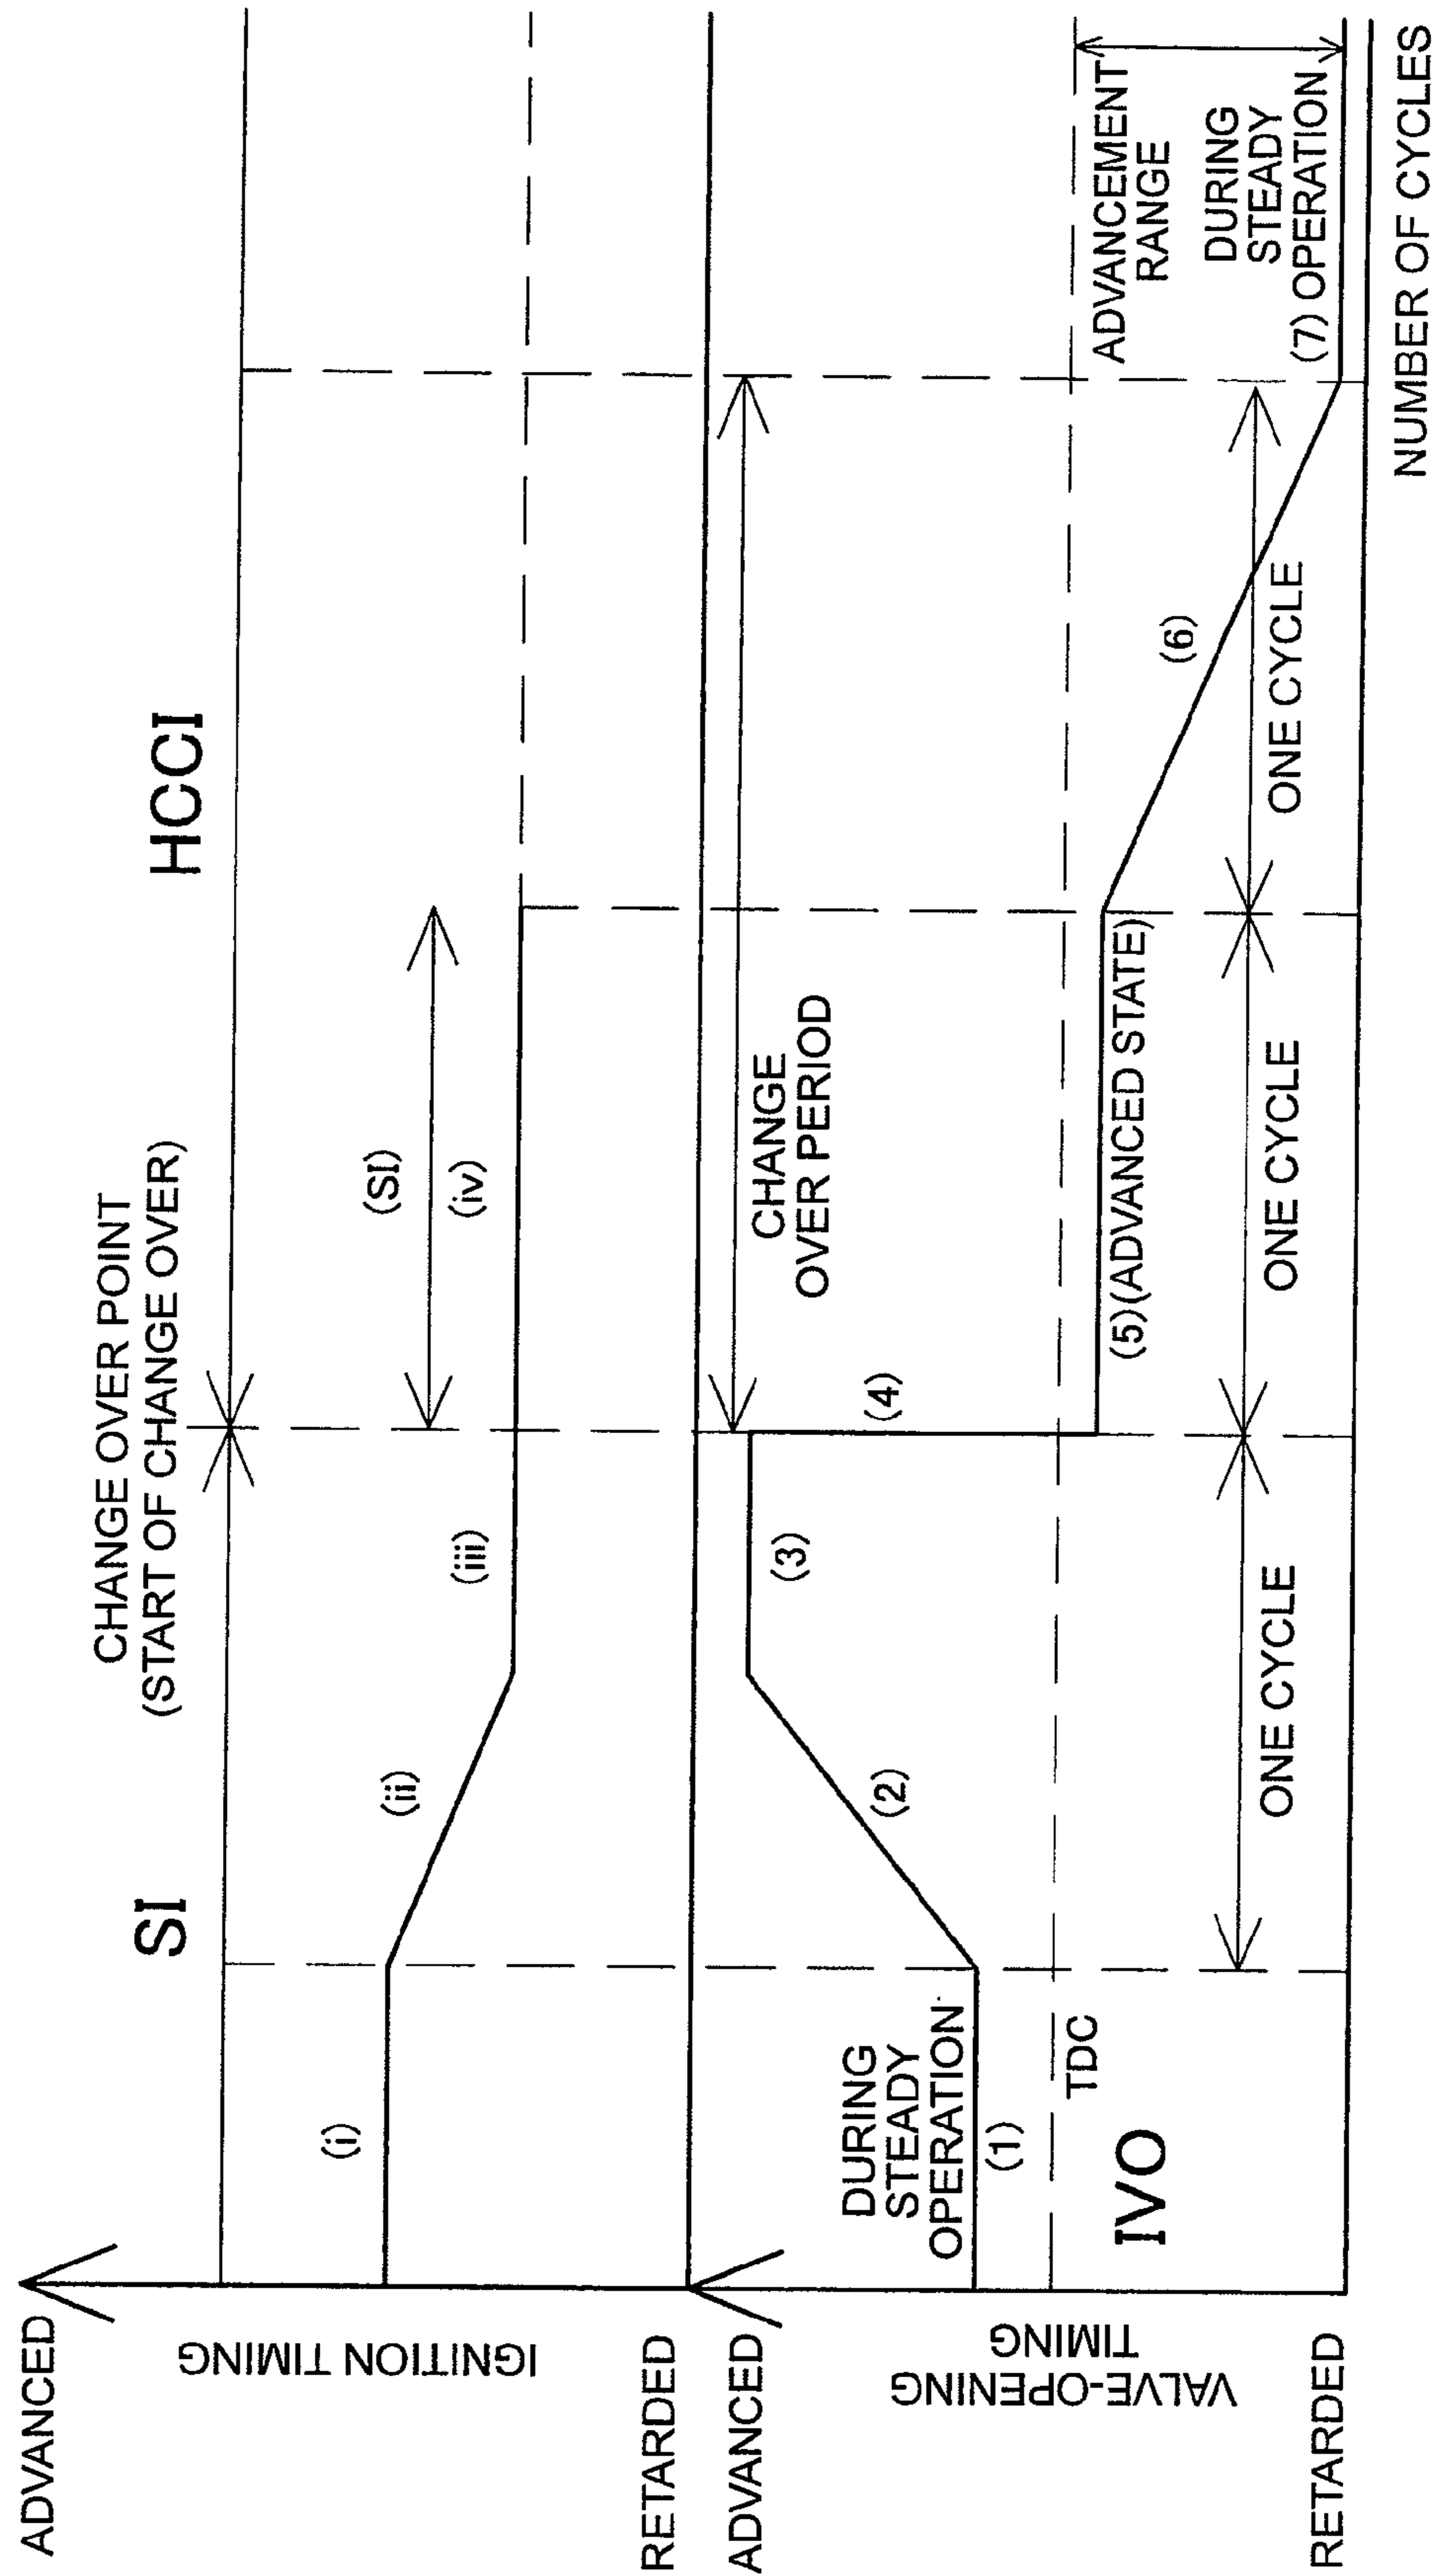 CHANGE OVER POINT
(START OF CHANGE OVER)
SI
HCCI
ADVANCED
IGNITION TIMING
RETARDED
(i)
(ii)
(iii)
(SI)
(iv)
ADVANCED
VALVE-OPENING
TIMING
RETARDED
DURING
STEADY
OPERATION
(1)
TDC
IVO
(2)
(3)
(4)
CHANGE
OVER PERIOD
(5)(ADVANCED STATE)
(6)
ADVANCEMENT
RANGE
DURING
STEADY
(7) OPERATION
ONE CYCLE
ONE CYCLE
ONE CYCLE
NUMBER OF CYCLES